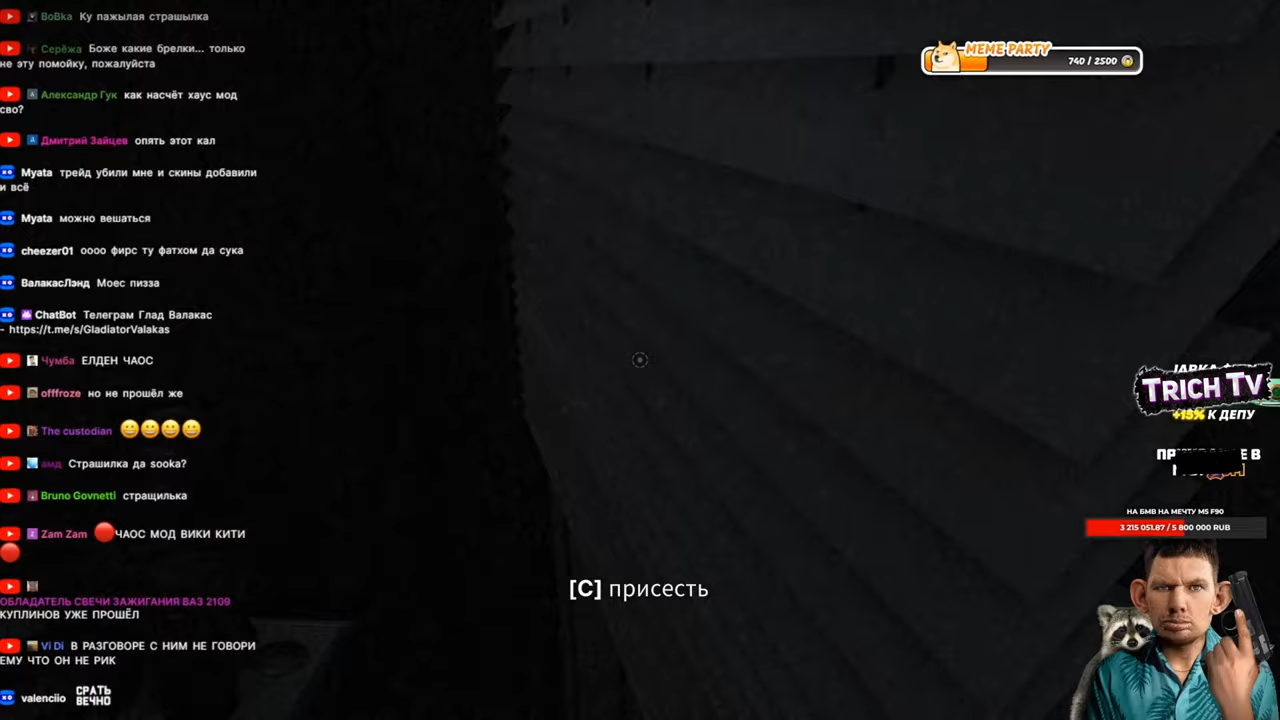 BoBka Ку пажылая страшылка
Серёжа Боже какие брелки... только
не эту помойку, пожалуйста
Александр Гук как насчёт хаус мод
сво?
Дмитрий Зайцев опять этот кал
Myata трейд убили мне и скины добавили
и всё
Myata можно вешаться
cheezer01 оооо фирс ту фатхом да сука
ВалакасЛэнд Моес пизза
ChatBot Телеграм Глад Валакас
- https://t.me/s/GladiatorValakas
Чумба ЕЛДЕН ЧАОС
offfroze но не прошёл же
The custodian
амд Страшилка да sooka?
Bruno Govnetti стращилька
Zam Zam ЧАОС МОД ВИКИ КИТИ
ОБЛАДАТЕЛЬ СВЕЧИ ЗАЖИГАНИЯ ВАЗ 2109
КУПЛИНОВ УЖЕ ПРОШЁЛ
Vi Di В РАЗГОВОРЕ С НИМ НЕ ГОВОРИ
ЕМУ ЧТО ОН НЕ РИК
valenciio СРАТЬ
ВЕЧНО
MEME PARTY
740 / 2500
[C] присесть
TRICH TV
+15% К ДЕПУ
НА БМВ НА МЕЧТУ M5 F90
3 215 051.87 / 5 800 000 RUB